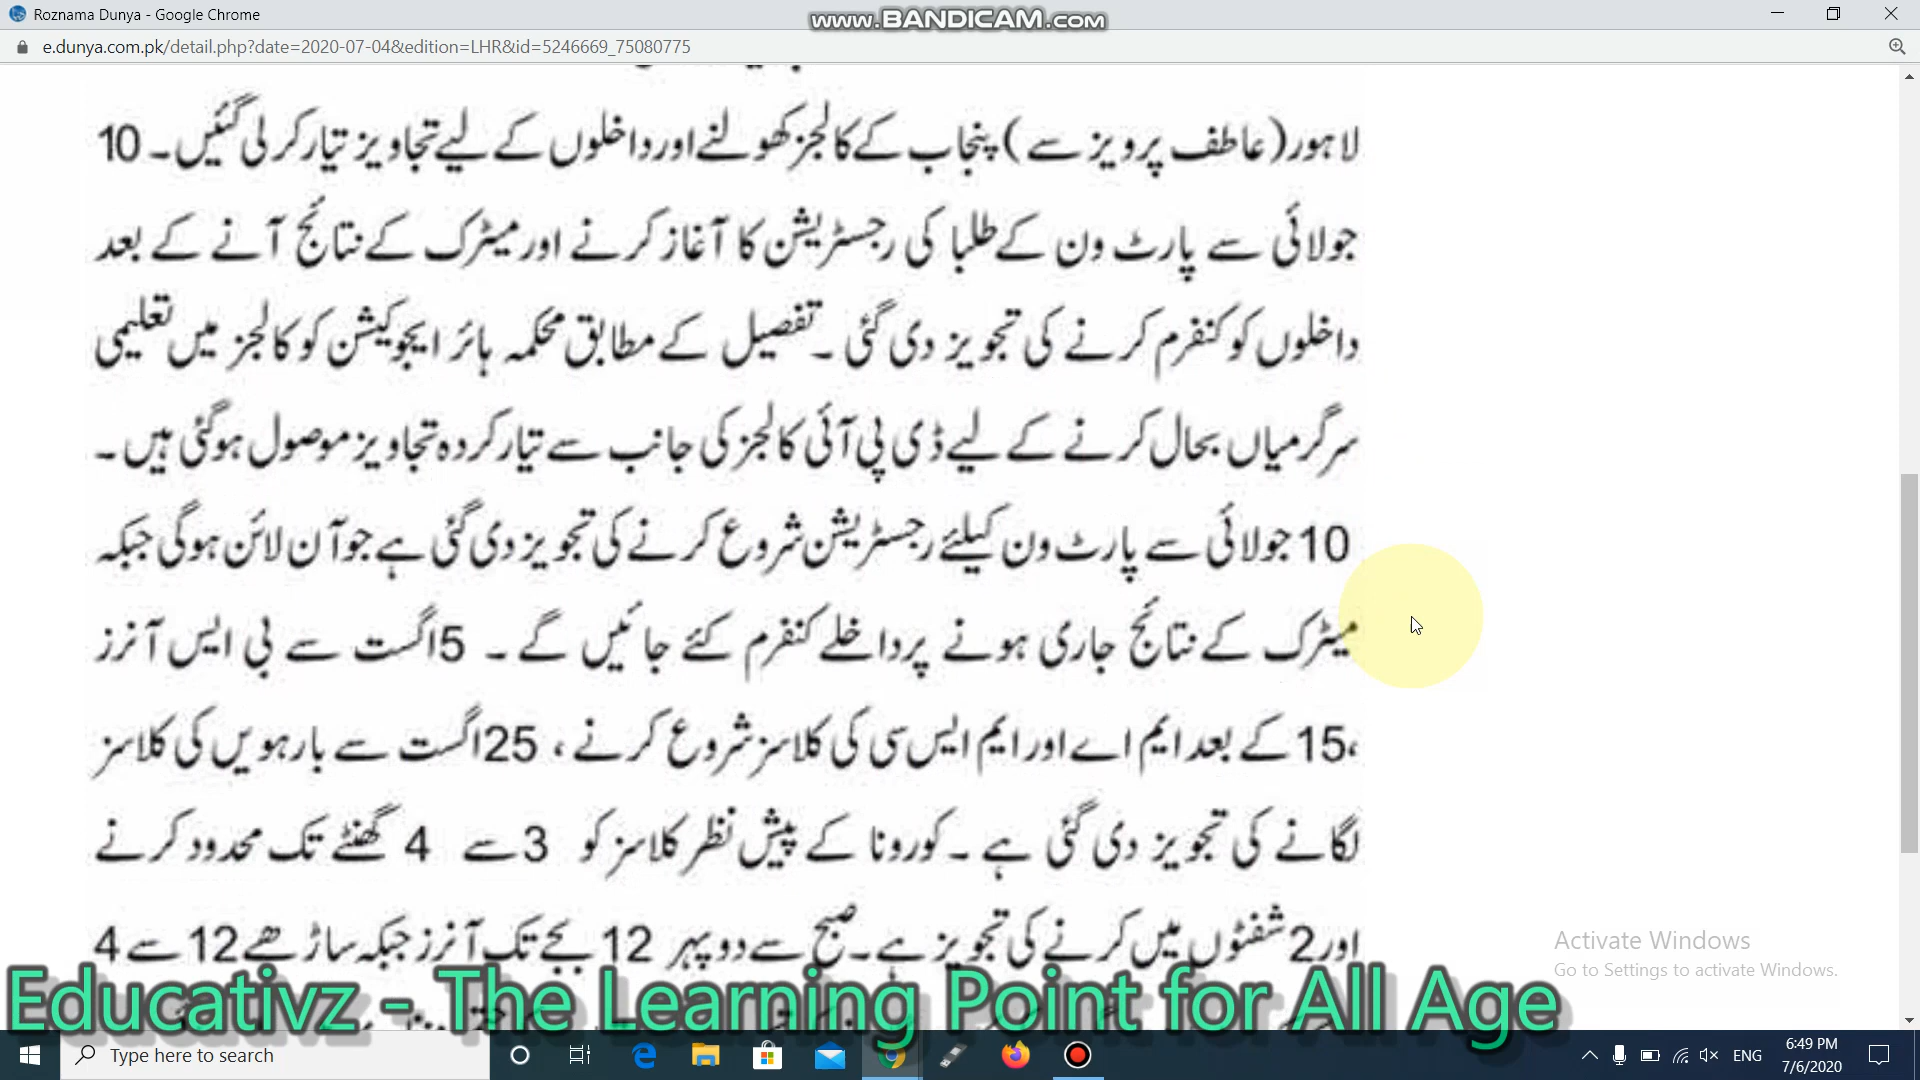 Roznama Dunya - Google Chrome
www.BANDICAM.com
e.dunya.com.pk/detail.php?date=2020-07-04&edition=LHR&id=5246669_75080775
لاہور(عاطف پرویز سے) پنجاب کے کالجز کھولنے اور داخلوں کے لیے تجاویز تیار کر لی گئیں۔ 10
جولائی سے پارٹ ون کے طلبا کی رجسٹریشن کا آغاز کرنے اور میٹرک کے نتائج آنے کے بعد
داخلوں کو کنفرم کرنے کی تجویز دی گئی ۔ تفصیل کے مطابق محکمہ ہائر ایجوکیشن کو کالجز میں تعلیمی
سرگرمیاں بحال کرنے کے لیے ڈی پی آئی کالجز کی جانب سے تیار کردہ تجاویز موصول ہوگئی ہیں۔
10 جولائی سے پارٹ ون کیلئے رجسٹریشن شروع کرنے کی تجویز دی گئی ہے جو آن لائن ہوگی جبکہ
میٹرک کے نتائج جاری ہونے پر داخلے کنفرم کئے جائیں گے ۔ 5اگست سے بی ایس آنرز
،15 کے بعد ایم اے اور ایم ایس سی کی کلاسز شروع کرنے ، 25اگست سے بارہویں کی کلاسز
لگانے کی تجویز دی گئی ہے ۔ کورونا کے پیش نظر کلاسز کو 3 سے 4 گھنٹے تک محدود کرنے
اور 2 شفٹوں میں کرنے کی تجویز ہے۔ صبح سے دوپہر 12 بجے تک آنرز جبکہ ساڑھے 12 سے 4
Activate Windows
Go to Settings to activate Windows.
Educativz - The Learning Point for All Age
Type here to search
ENG
6:49 PM
7/6/2020